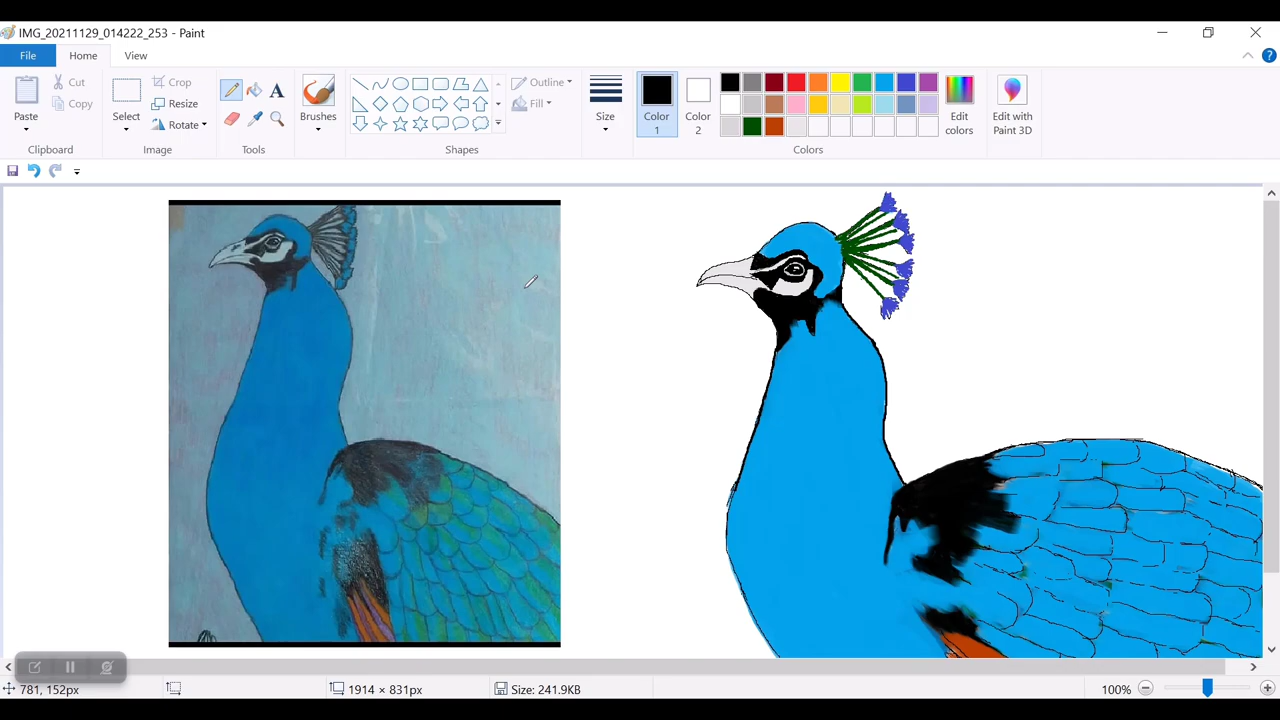 IMG_20211129_014222_253 - Paint
File
Home
View
Paste
Cut
Copy
Clipboard
Select
Crop
Resize
Rotate
Image
A
Tools
Brushes
Outline
Fill
Shapes
Size
Color 1
Color 2
Edit colors
Colors
Edit with Paint 3D
781, 152px
1914 × 831px
Size: 241.9KB
100%